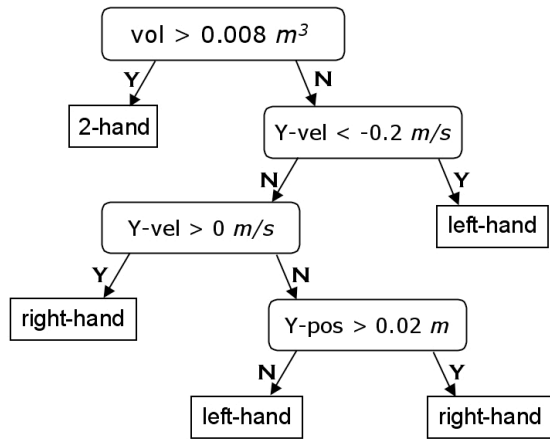 vol > 0.008 m³
Y
N
2-hand
Y-vel < -0.2 m/s
N
Y
Y-vel > 0 m/s
left-hand
Y
N
right-hand
Y-pos > 0.02 m
N
Y
left-hand
right-hand